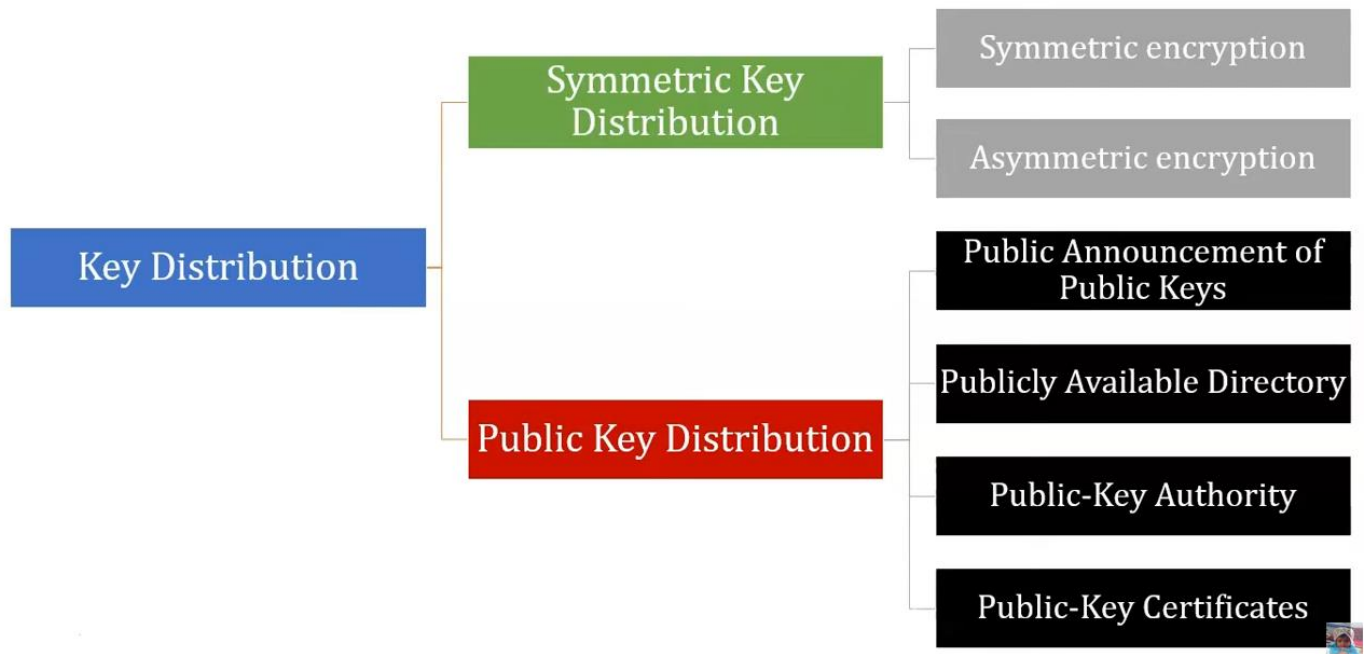 Key Distribution
Symmetric Key
Distribution
Symmetric encryption
Asymmetric encryption
Public Key Distribution
Public Announcement of
Public Keys
Publicly Available Directory
Public-Key Authority
Public-Key Certificates